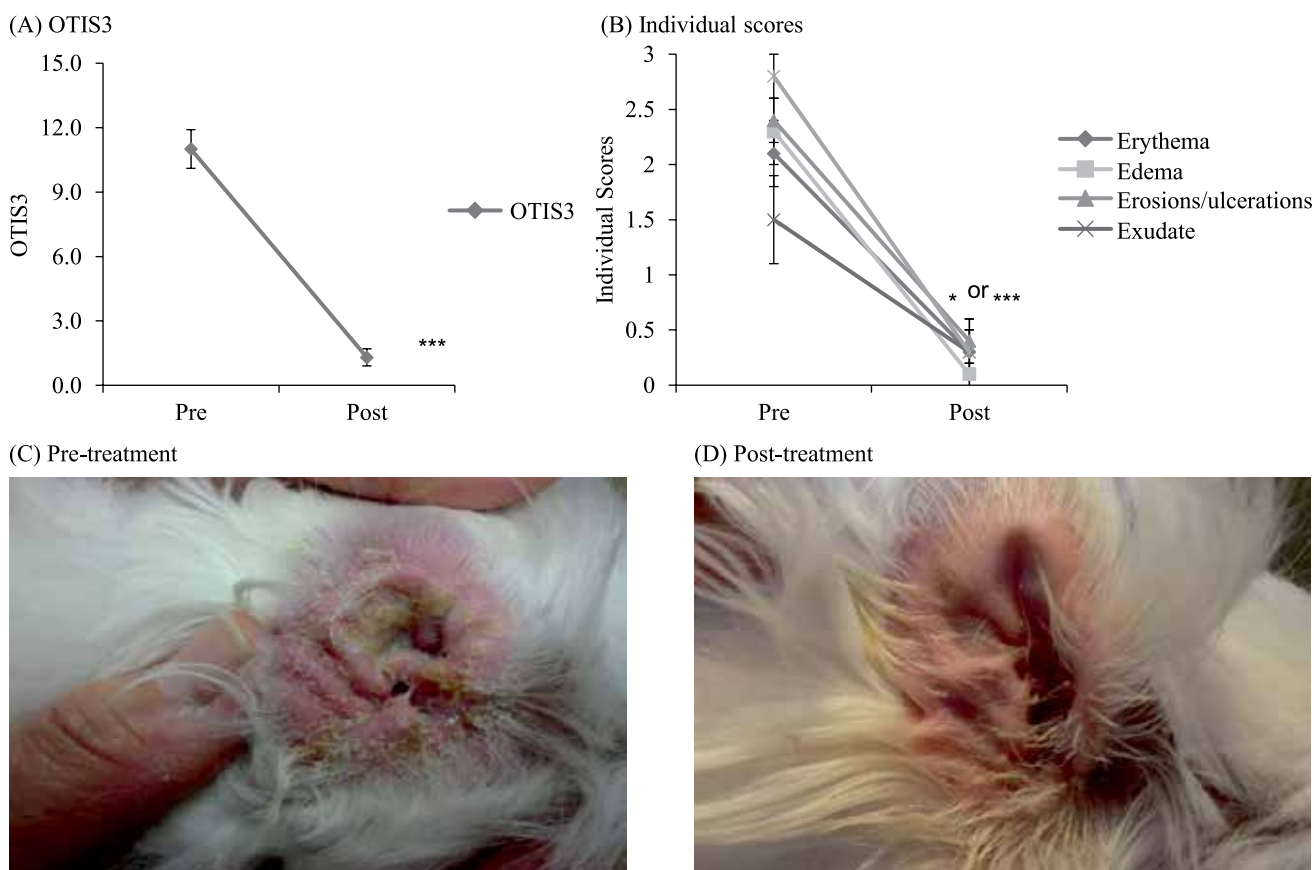 (A) OTIS3
15.0
12.0
9.0
6.0
3.0
0.0
OTIS3
Pre
Post
***
OTIS3
(B) Individual scores
3
2.5
2
1.5
1
0.5
0
Individual Scores
Pre
Post
* or ***
Erythema
Edema
Erosions/ulcerations
Exudate
(C) Pre-treatment
(D) Post-treatment